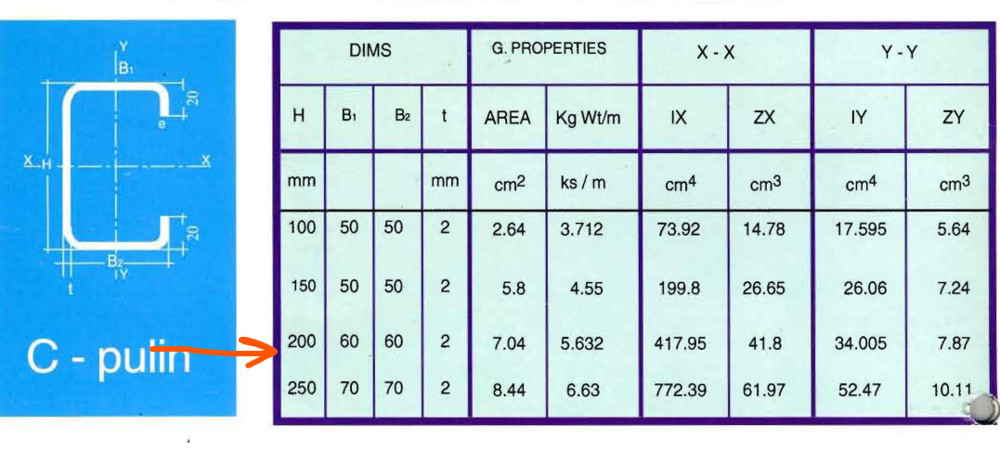 Y
B1
20
e
X H X
20
B2
IY
t
C - pulin
DIMS G. PROPERTIES X - X Y - Y
H B1 B2 t AREA Kg Wt/m IX ZX IY ZY
mm mm cm2 ks / m cm4 cm3 cm4 cm3
100 50 50 2 2.64 3.712 73.92 14.78 17.595 5.64
150 50 50 2 5.8 4.55 199.8 26.65 26.06 7.24
200 60 60 2 7.04 5.632 417.95 41.8 34.005 7.87
250 70 70 2 8.44 6.63 772.39 61.97 52.47 10.11